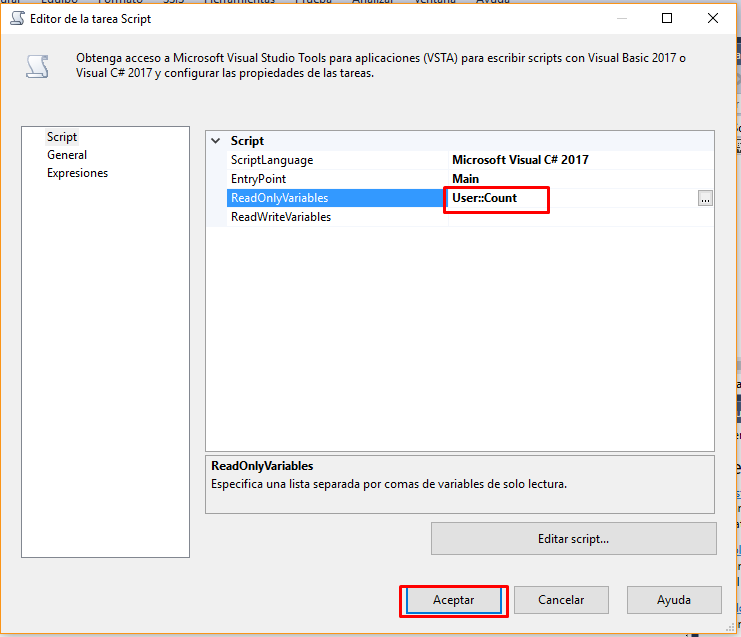 Editor de la tarea Script
Obtenga acceso a Microsoft Visual Studio Tools para aplicaciones (VSTA) para escribir scripts con Visual Basic 2017 o
Visual C# 2017 y configurar las propiedades de las tareas.
Script
General
Expresiones
Script
ScriptLanguage Microsoft Visual C# 2017
EntryPoint Main
ReadOnlyVariables User::Count ...
ReadWriteVariables
ReadOnlyVariables
Especifica una lista separada por comas de variables de solo lectura.
Editar script...
Aceptar Cancelar Ayuda